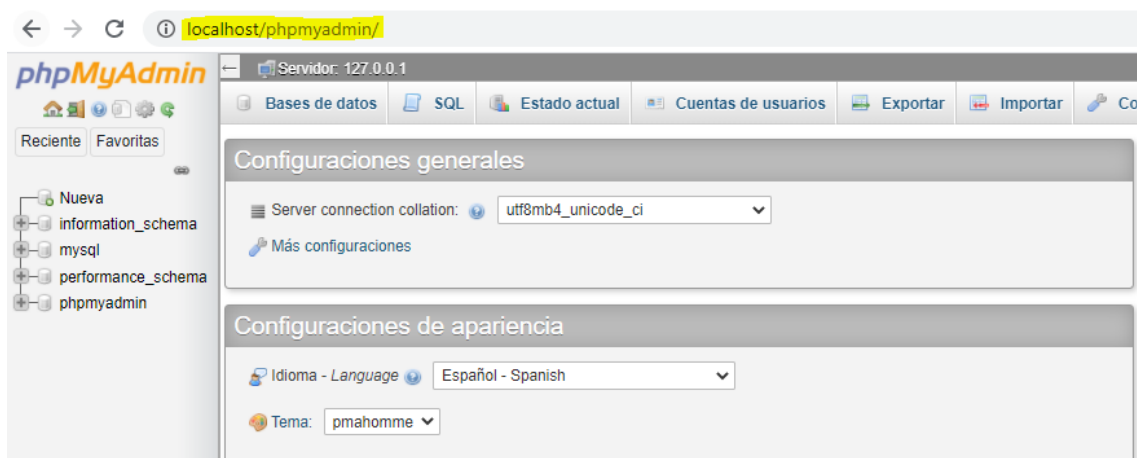 localhost/phpmyadmin/
phpMyAdmin
Servidor: 127.0.0.1
Bases de datos SQL Estado actual Cuentas de usuarios Exportar Importar Co
Reciente Favoritas
Nueva
information_schema
mysql
performance_schema
phpmyadmin
Configuraciones generales
Server connection collation: utf8mb4_unicode_ci
Más configuraciones
Configuraciones de apariencia
Idioma - Language Español - Spanish
Tema: pmahomme